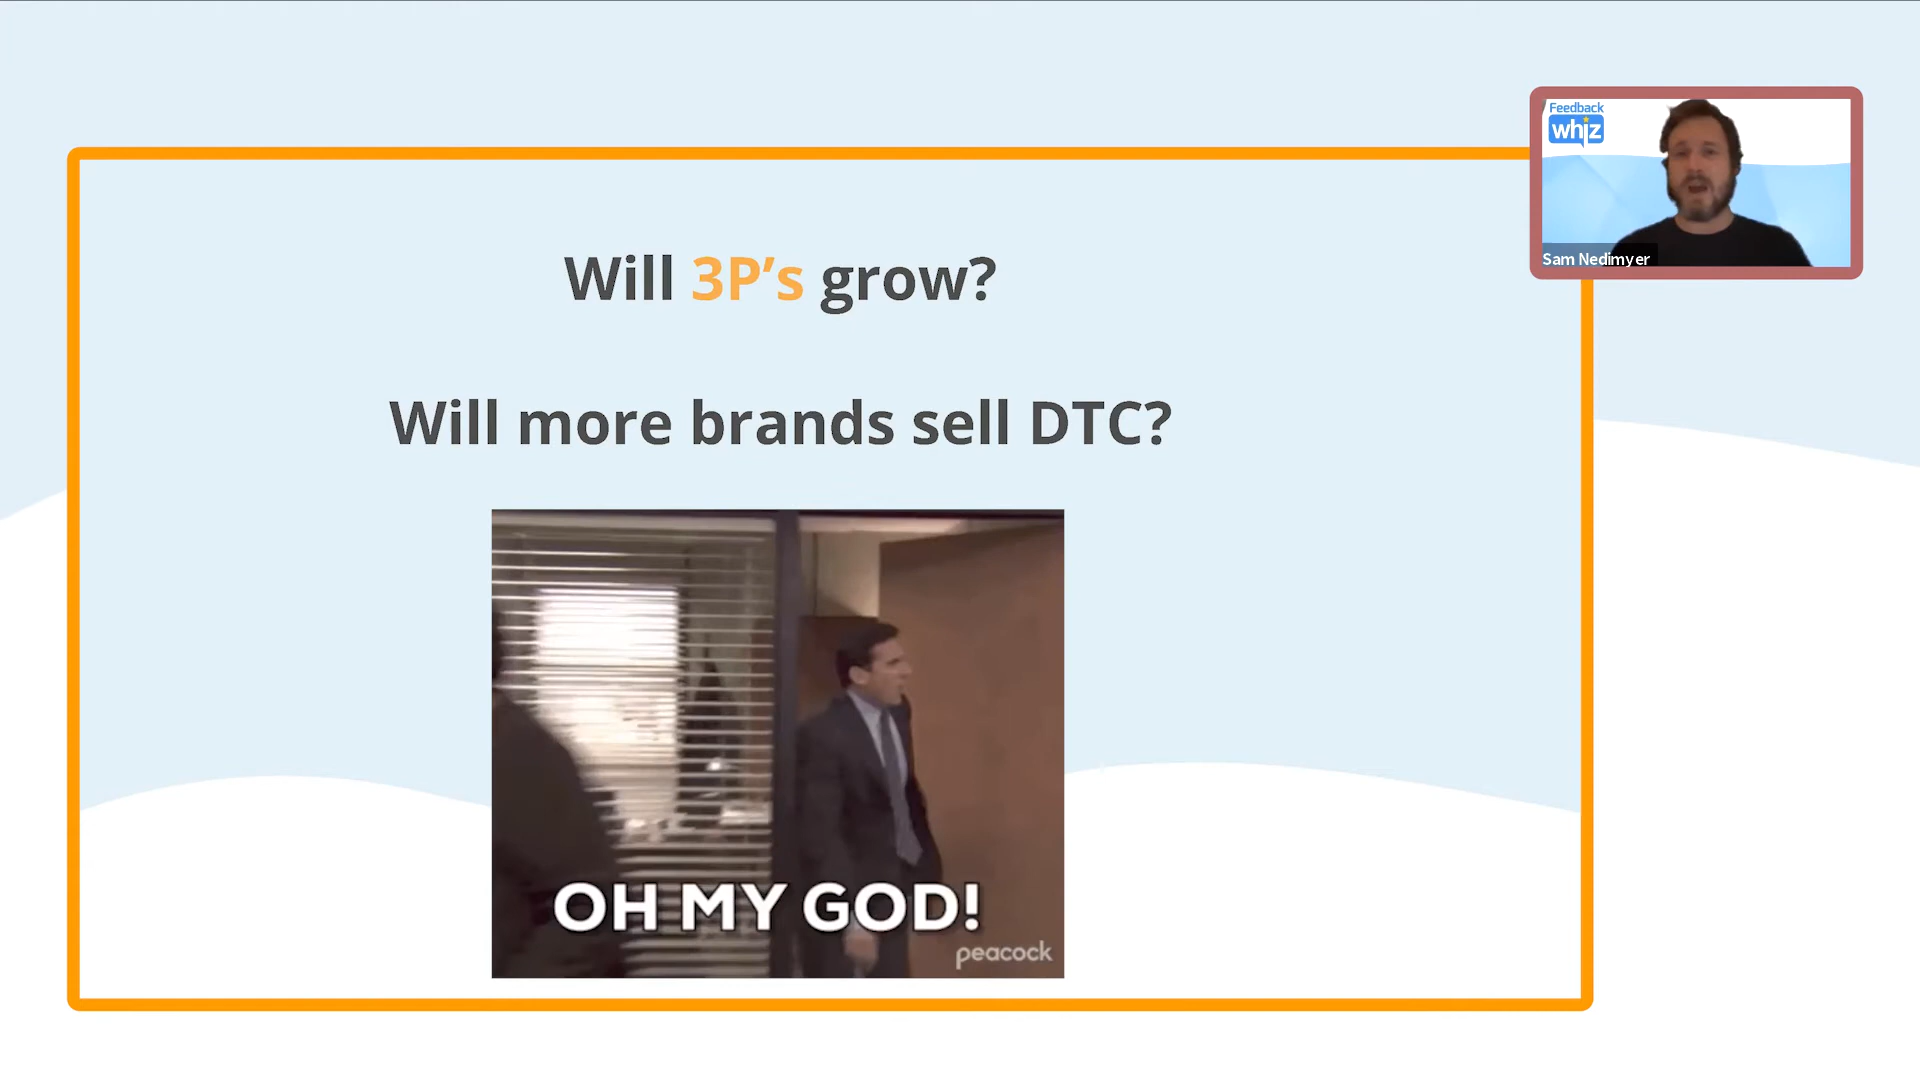 Feedback
whiz
Sam Nedimyer
Will 3P’s grow?
Will more brands sell DTC?
OH MY GOD!
peacock